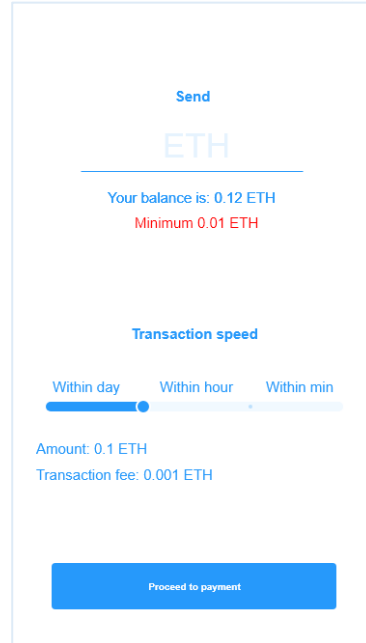 Send
ETH
Your balance is: 0.12 ETH
Minimum 0.01 ETH
Transaction speed
Within day Within hour Within min
Amount: 0.1 ETH
Transaction fee: 0.001 ETH
Proceed to payment